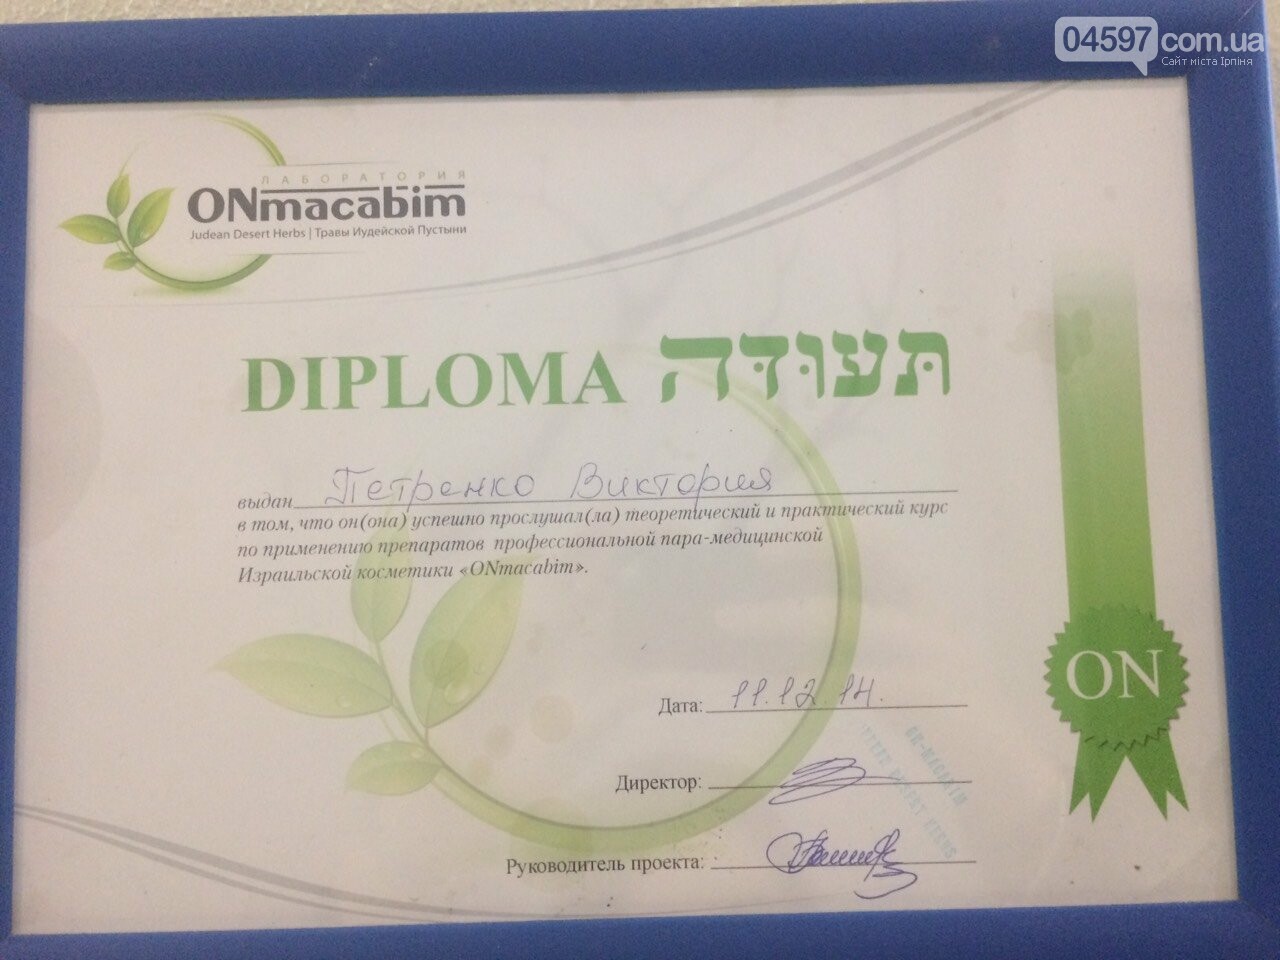 04597.com.ua
Сайт міста Ірпіня
ЛАБОРАТОРИЯ
ONmacabim
Judean Desert Herbs | Травы Иудейской Пустыни
DIPLOMA תְּעוּדָּה
выдан Петренко Виктория
в том, что он(она) успешно прослушал(ла) теоретический и практический курс
по применению препаратов профессиональной пара-медицинской
Израильской косметики «ONmacabim».
ON
Дата: 11.12.14.
Директор:
Руководитель проекта: